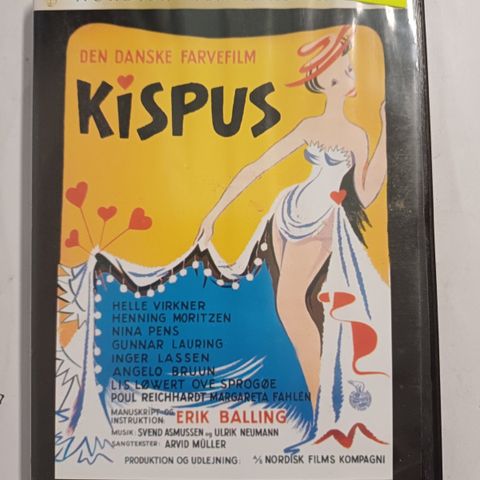 DEN DANSKE FARVEFILM
KISPUS
HELLE VIRKNER
HENNING MORITZEN
NINA PENS
GUNNAR LAURING
INGER LASSEN
ANGELO BRUUN
LIS LØWERT OVE SPROGØE
POUL REICHHARDT MARGARETA FAHLÉN
MANUSKRIPT OG INSTRUKTION: ERIK BALLING
MUSIK: SVEND ASMUSSEN og ULRIK NEUMANN
SANGTEKSTER: ARVID MÜLLER
PRODUKTION OG UDLEJNING: A/S NORDISK FILMS KOMPAGNI